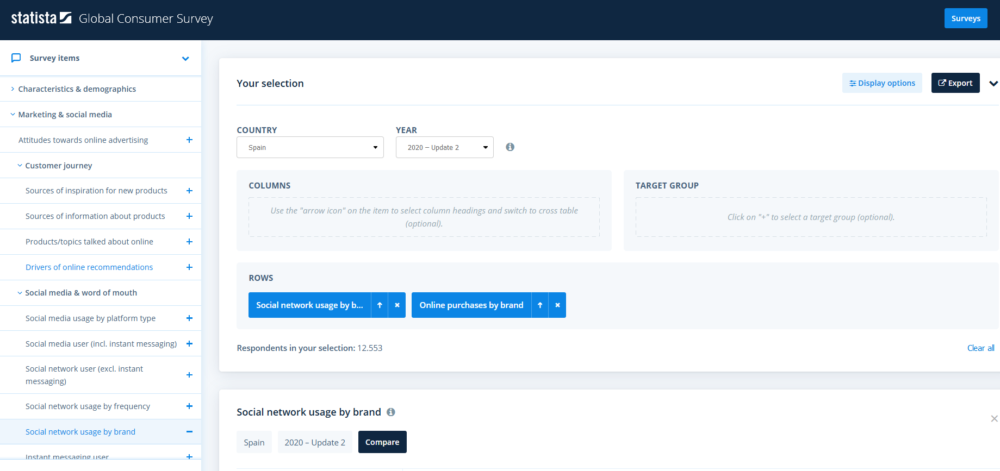 statista Global Consumer Survey
Surveys
Survey items
Characteristics & demographics
Marketing & social media
Attitudes towards online advertising
Customer journey
Sources of inspiration for new products
Sources of information about products
Products/topics talked about online
Drivers of online recommendations
Social media & word of mouth
Social media usage by platform type
Social media user (incl. instant messaging)
Social network user (excl. instant
messaging)
Social network usage by frequency
Social network usage by brand
Instant messaging user
Your selection
Display options
Export
COUNTRY
YEAR
Spain
2020 – Update 2
COLUMNS
Use the "arrow icon" on the item to select column headings and switch to cross table
(optional).
TARGET GROUP
Click on "+" to select a target group (optional).
ROWS
Social network usage by b...
Online purchases by brand
Respondents in your selection: 12.553
Clear all
Social network usage by brand
Spain
2020 – Update 2
Compare